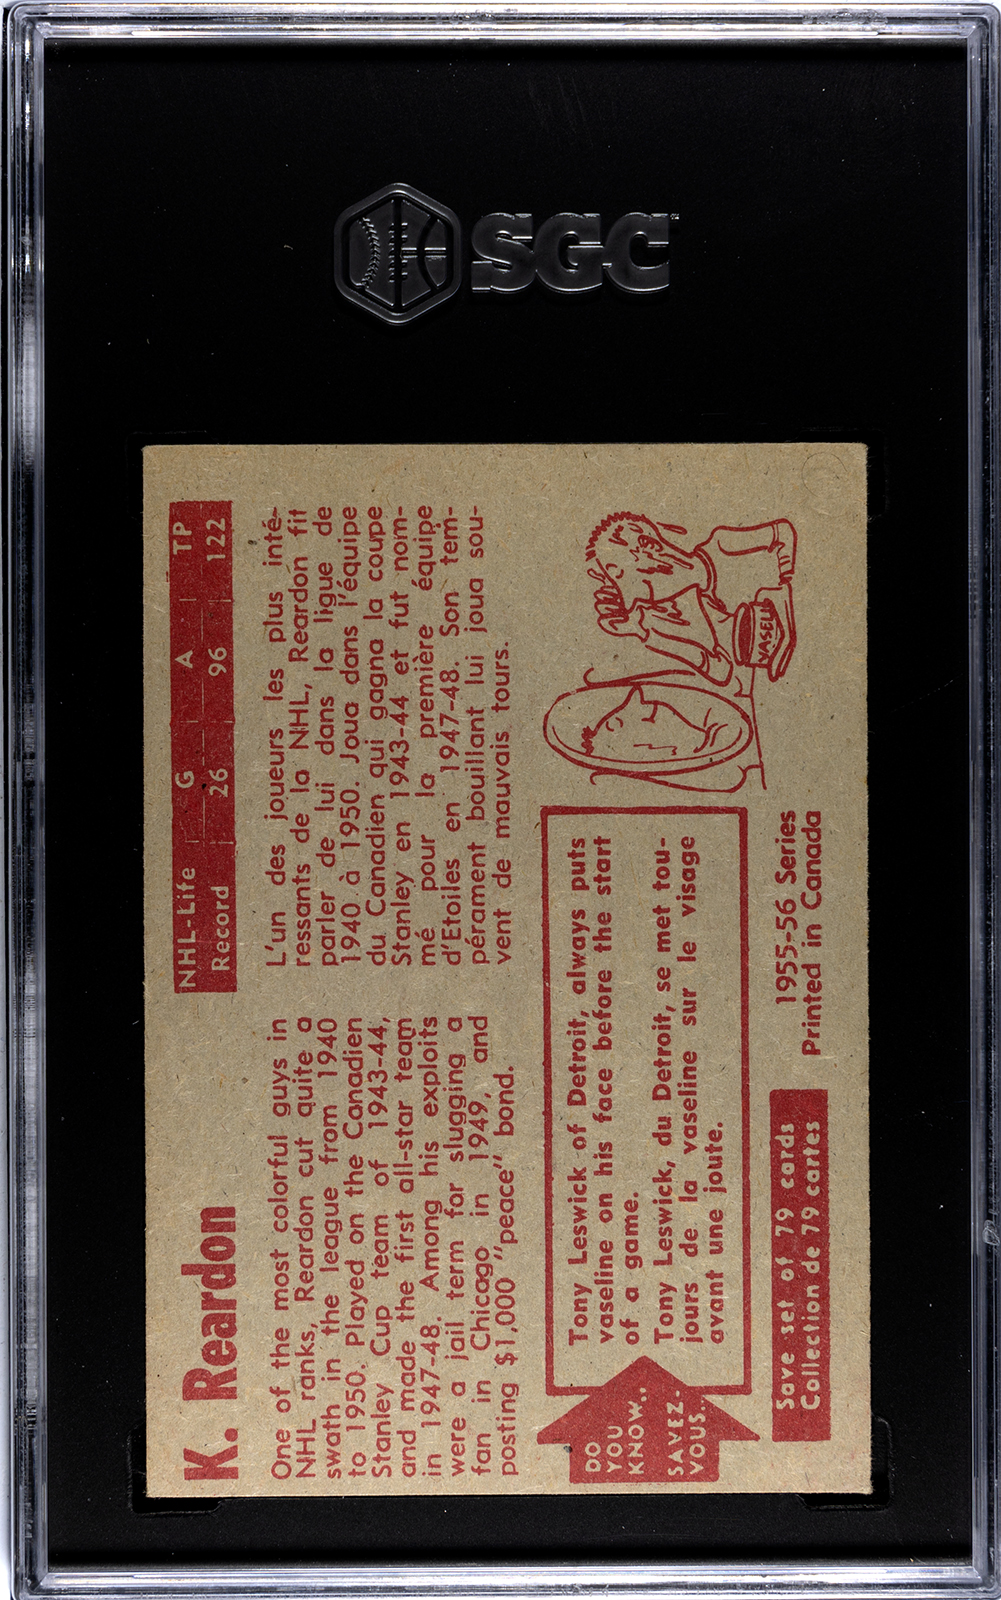 SGC
K. Reardon
NHL-Life G A TP
Record 26 96 122
One of the most colorful guys in
NHL ranks, Reardon cut quite a
swath in the league from 1940
to 1950. Played on the Canadien
Stanley Cup team of 1943-44,
and made the first all-star team
in 1947-48. Among his exploits
were a jail term for slugging a
fan in Chicago in 1949, and
posting $1,000 "peace" bond.
L'un des joueurs les plus inté-
ressants de la NHL, Reardon fit
parler de lui dans la ligue de
1940 à 1950. Joua dans l'équipe
du Canadien qui gagna la coupe
Stanley en 1943-44 et fut nom-
mé pour la première équipe
d'Etoiles en 1947-48. Son tem-
pérament bouillant lui joua sou-
vent de mauvais tours.
DO
YOU
KNOW..
SAVEZ-
VOUS..
Tony Leswick of Detroit, always puts
vaseline on his face before the start
of a game.
Tony Leswick, du Detroit, se met tou-
jours de la vaseline sur le visage
avant une joute.
VASELI
Save set of 79 cards
Collection de 79 cartes
1955-56 Series
Printed in Canada